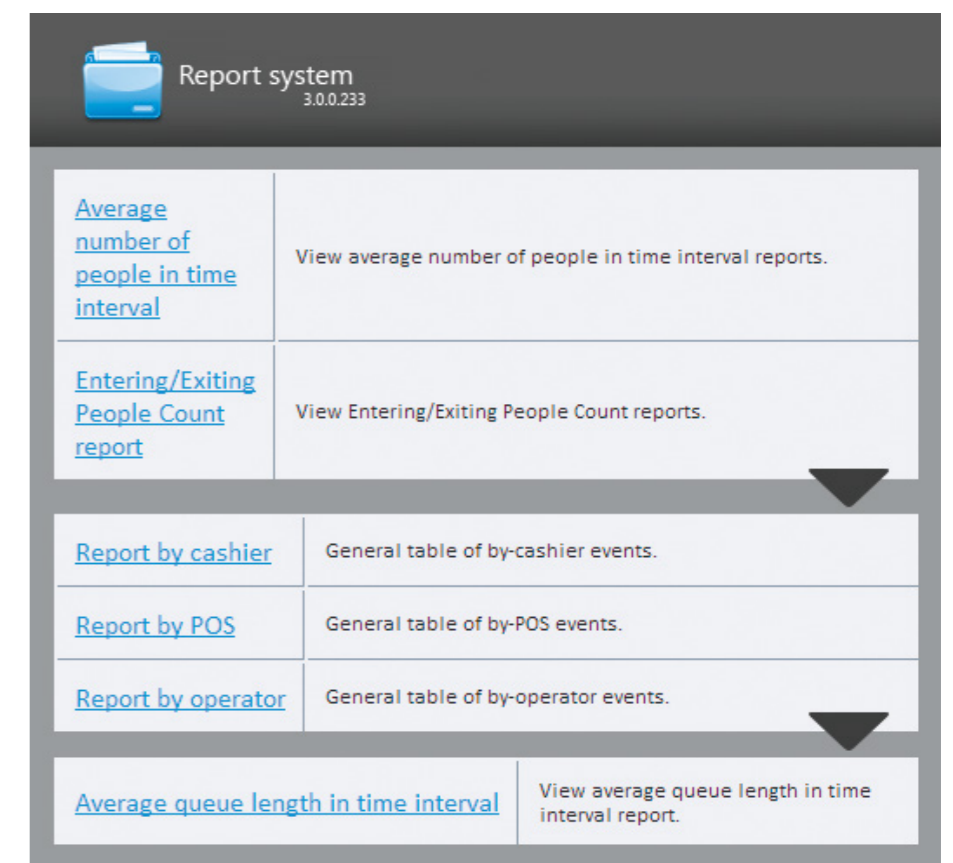 Report system
3.0.0.233
Average
number of
people in time
interval
View average number of people in time interval reports.
Entering/Exiting
People Count
report
View Entering/Exiting People Count reports.
Report by cashier
General table of by-cashier events.
Report by POS
General table of by-POS events.
Report by operator
General table of by-operator events.
Average queue length in time interval
View average queue length in time
interval report.